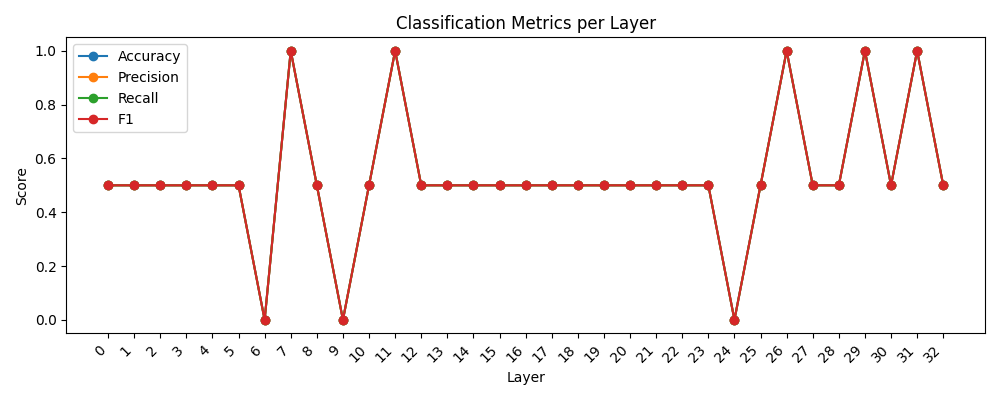 Classification Metrics per Layer
Accuracy
Precision
Recall
F1
Score
1.0
0.8
0.6
0.4
0.2
0.0
0 1 2 3 4 5 6 7 8 9 10 11 12 13 14 15 16 17 18 19 20 21 22 23 24 25 26 27 28 29 30 31 32
Layer